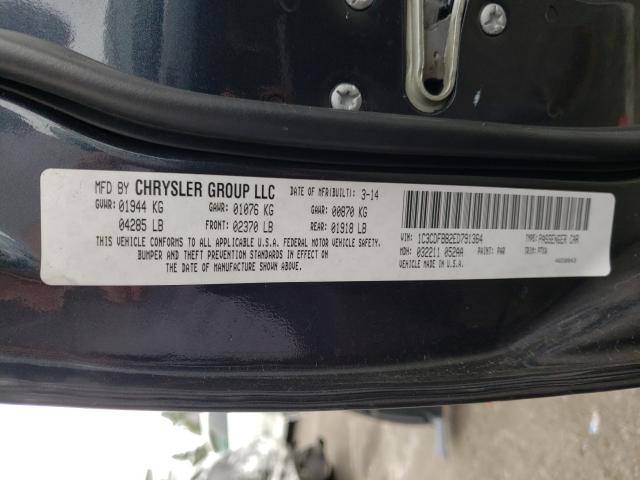 MFD BY CHRYSLER GROUP LLC DATE OF MFR(BUILT): 3-14
GVWR: 01944 KG GAWR: 01076 KG GAWR: 00870 KG
04285 LB FRONT: 02370 LB REAR: 01918 LB
THIS VEHICLE CONFORMS TO ALL APPLICABLE U.S.A. FEDERAL MOTOR VEHICLE SAFETY,
BUMPER AND THEFT PREVENTION STANDARDS IN EFFECT ON
THE DATE OF MANUFACTURE SHOWN ABOVE.
VIN: 1C3CDFBB2ED791364 TYPE: PASSENGER CAR
MDH: 032211 052AA PAINT: PAR TRIM:
VEHICLE MADE IN U.S.A.